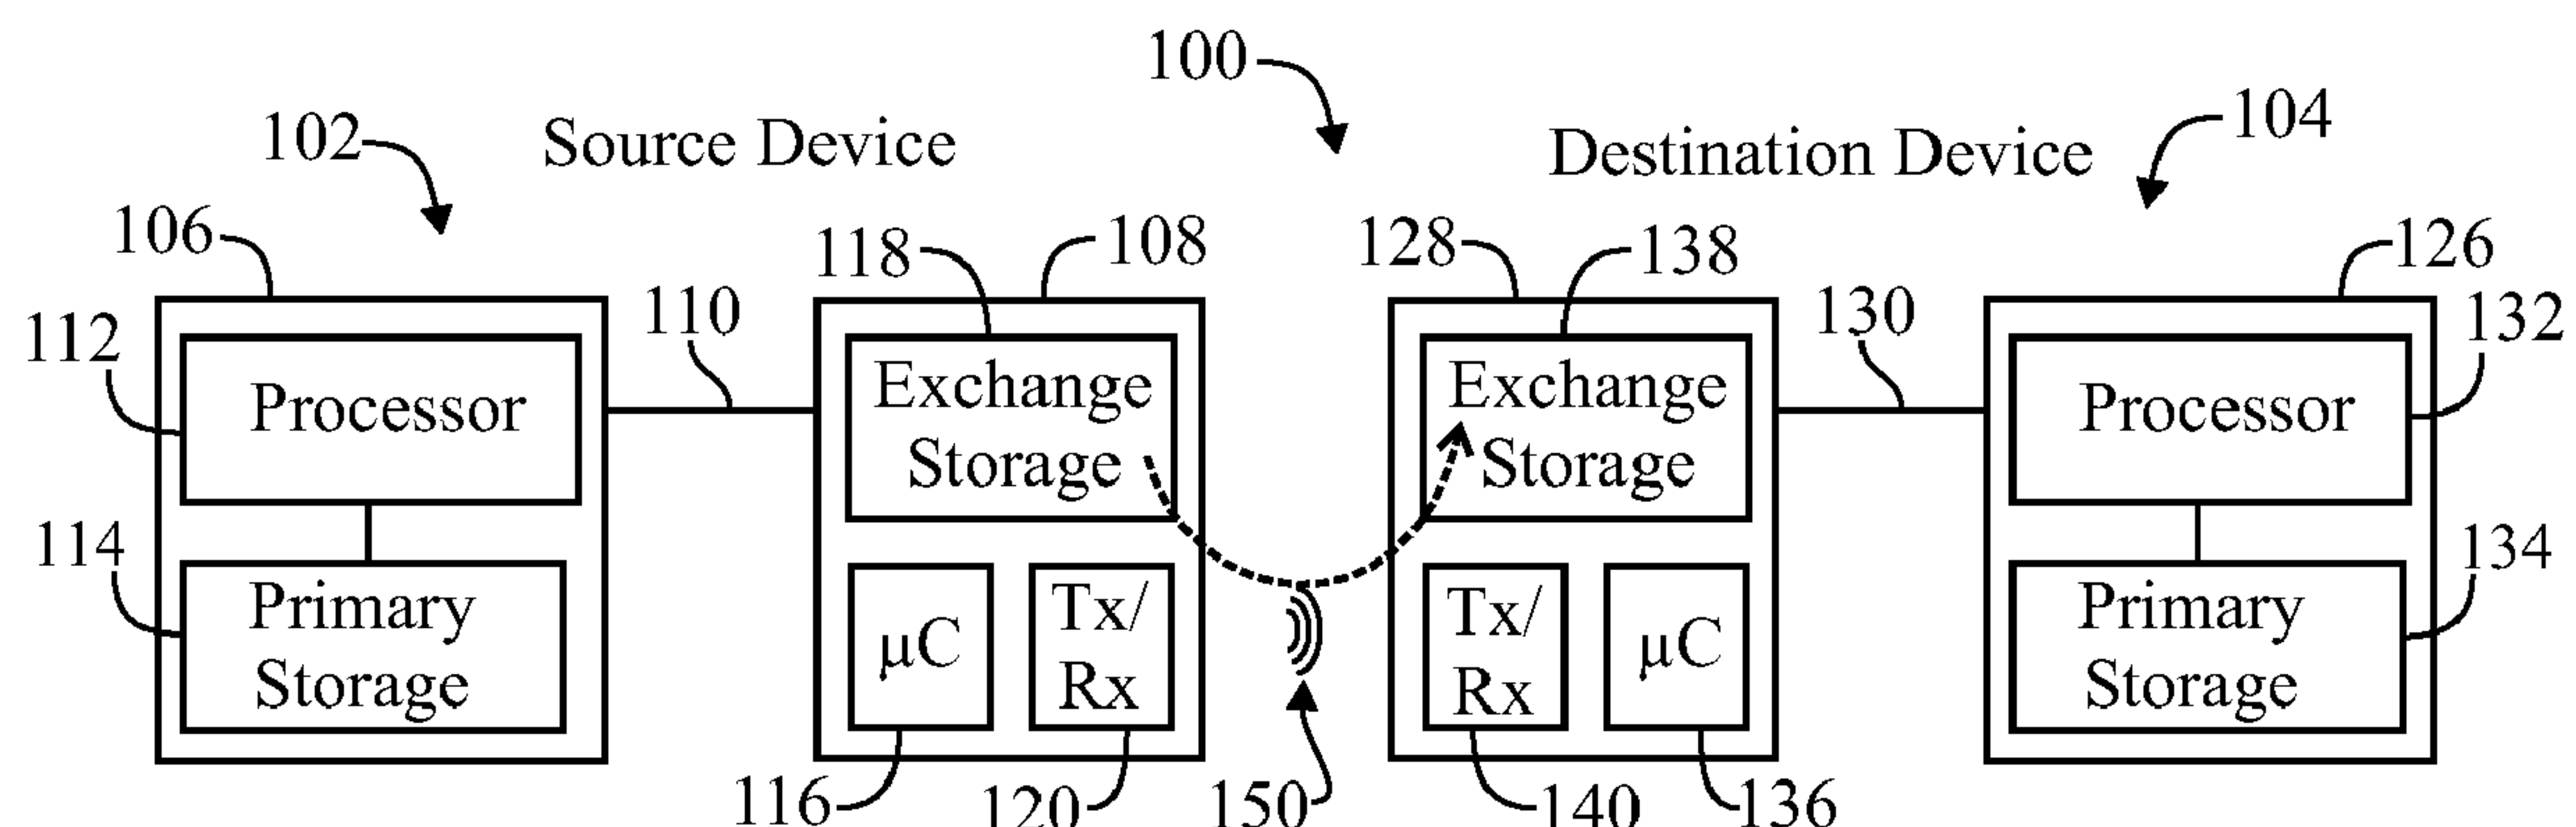 100
102
Source Device
Destination Device
104
106
118
108
128
138
126
112
110
130
132
Processor
Exchange
Storage
Exchange
Storage
Processor
114
134
Primary
Storage
µC
Tx/
Rx
Tx/
Rx
µC
Primary
Storage
116
120
150
140
136